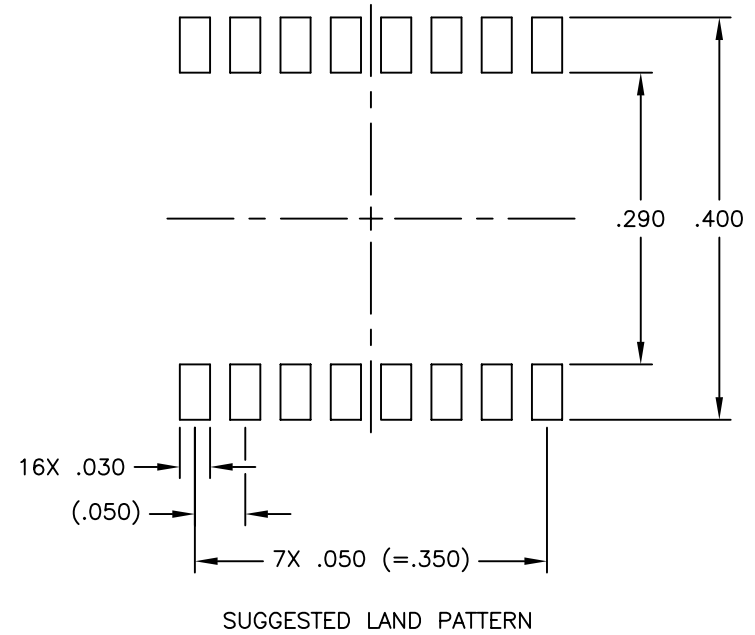 .290
.400
16X .030
(.050)
7X .050 (=.350)
SUGGESTED LAND PATTERN